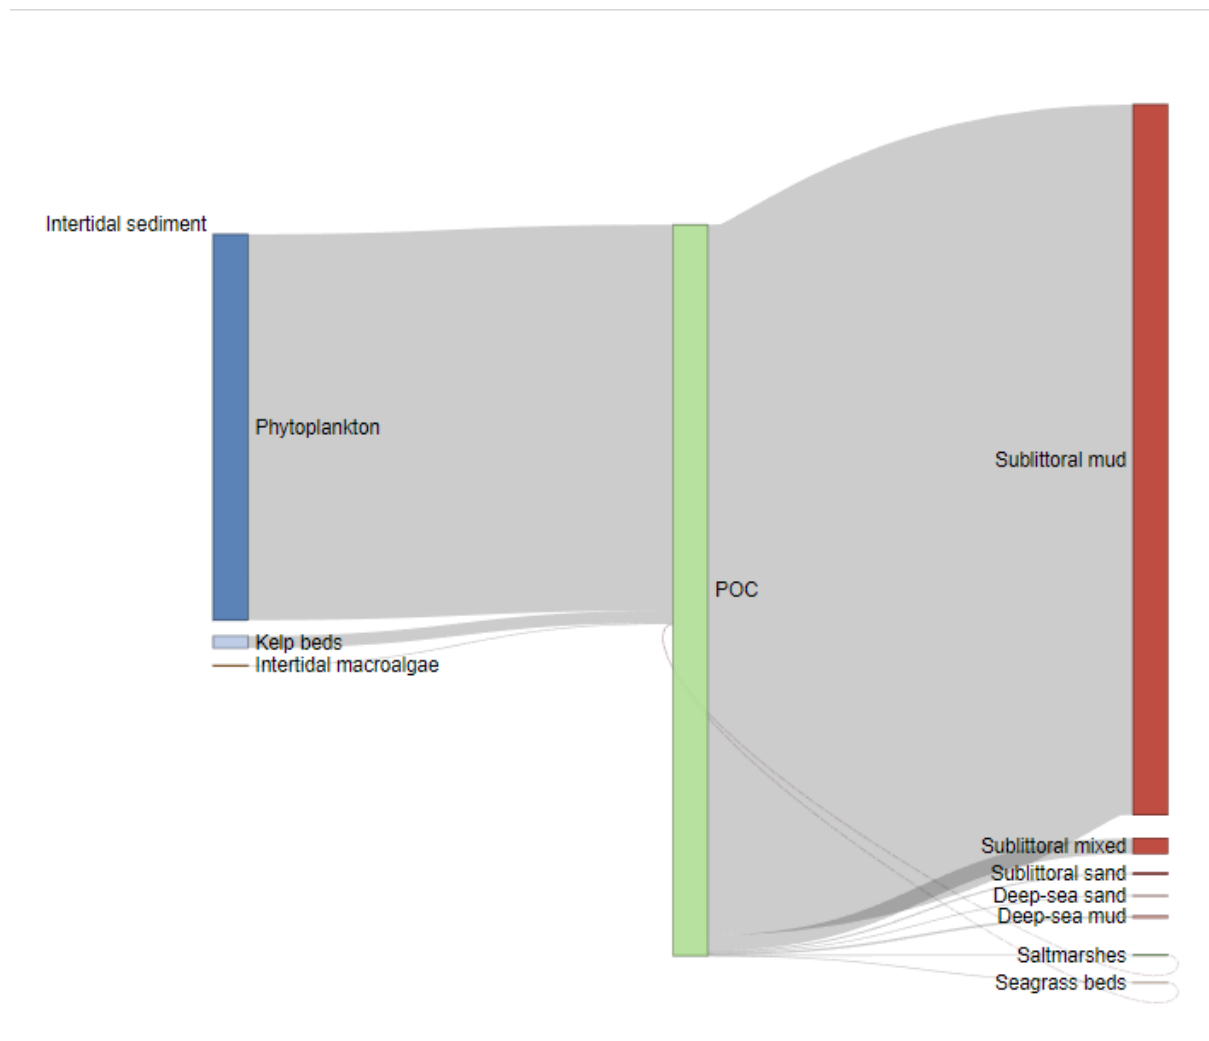 Intertidal sediment
Phytoplankton
Sublittoral mud
POC
Kelp beds
Intertidal macroalgae
Sublittoral mixed
Sublittoral sand
Deep-sea sand
Deep-sea mud
Saltmarshes
Seagrass beds